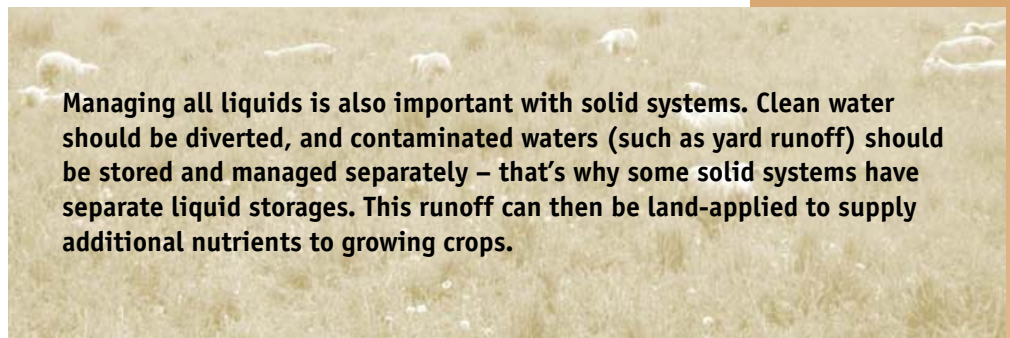 Managing all liquids is also important with solid systems. Clean water
should be diverted, and contaminated waters (such as yard runoff) should
be stored and managed separately – that’s why some solid systems have
separate liquid storages. This runoff can then be land-applied to supply
additional nutrients to growing crops.